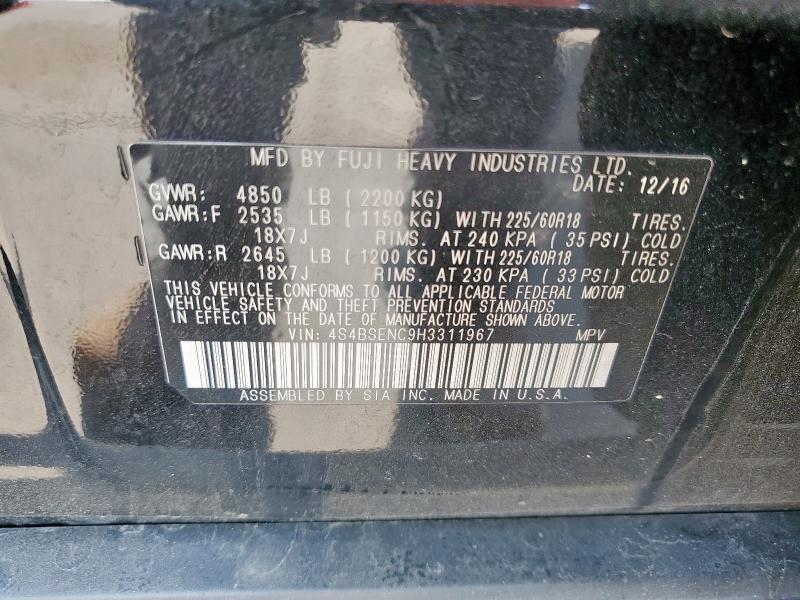 MFD BY FUJI HEAVY INDUSTRIES LTD.
DATE: 12/16
GVWR: 4850 LB ( 2200 KG)
GAWR:F 2535 LB ( 1150 KG) WITH 225/60R18 TIRES.
18X7J RIMS. AT 240 KPA ( 35 PSI) COLD
GAWR:R 2645 LB ( 1200 KG) WITH 225/60R18 TIRES.
18X7J RIMS. AT 230 KPA ( 33 PSI) COLD
THIS VEHICLE CONFORMS TO ALL APPLICABLE FEDERAL MOTOR
VEHICLE SAFETY AND THEFT PREVENTION STANDARDS
IN EFFECT ON THE DATE OF MANUFACTURE SHOWN ABOVE.
VIN: 4S4BSENC9H3311967 MPV
ASSEMBLED BY SIA INC. MADE IN U.S.A.